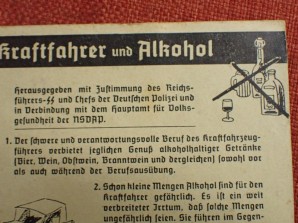 Kraftfahrer und Alkohol
Herausgegeben mit Zustimmung des Reichs-
führers-SS und Chefs der Deutschen Polizei und
in Verbindung mit dem Hauptamt für Volks-
gesundheit der NSDAP.
1. Der schwere und verantwortungsvolle Beruf des Kraftfahrzeug-
führers verbietet jeglichen Genuß alkoholhaltiger Getränke
(Bier, Wein, Obstwein, Branntwein und dergleichen) sowohl vor
als auch während der Berufsausübung.
2. Schon kleine Mengen Alkohol sind für den
Kraftfahrer gefährlich. Es ist ein weit
verbreiteter Irrtum, daß solche Mengen
ungefährlich seien. Sie führen im Gegen-